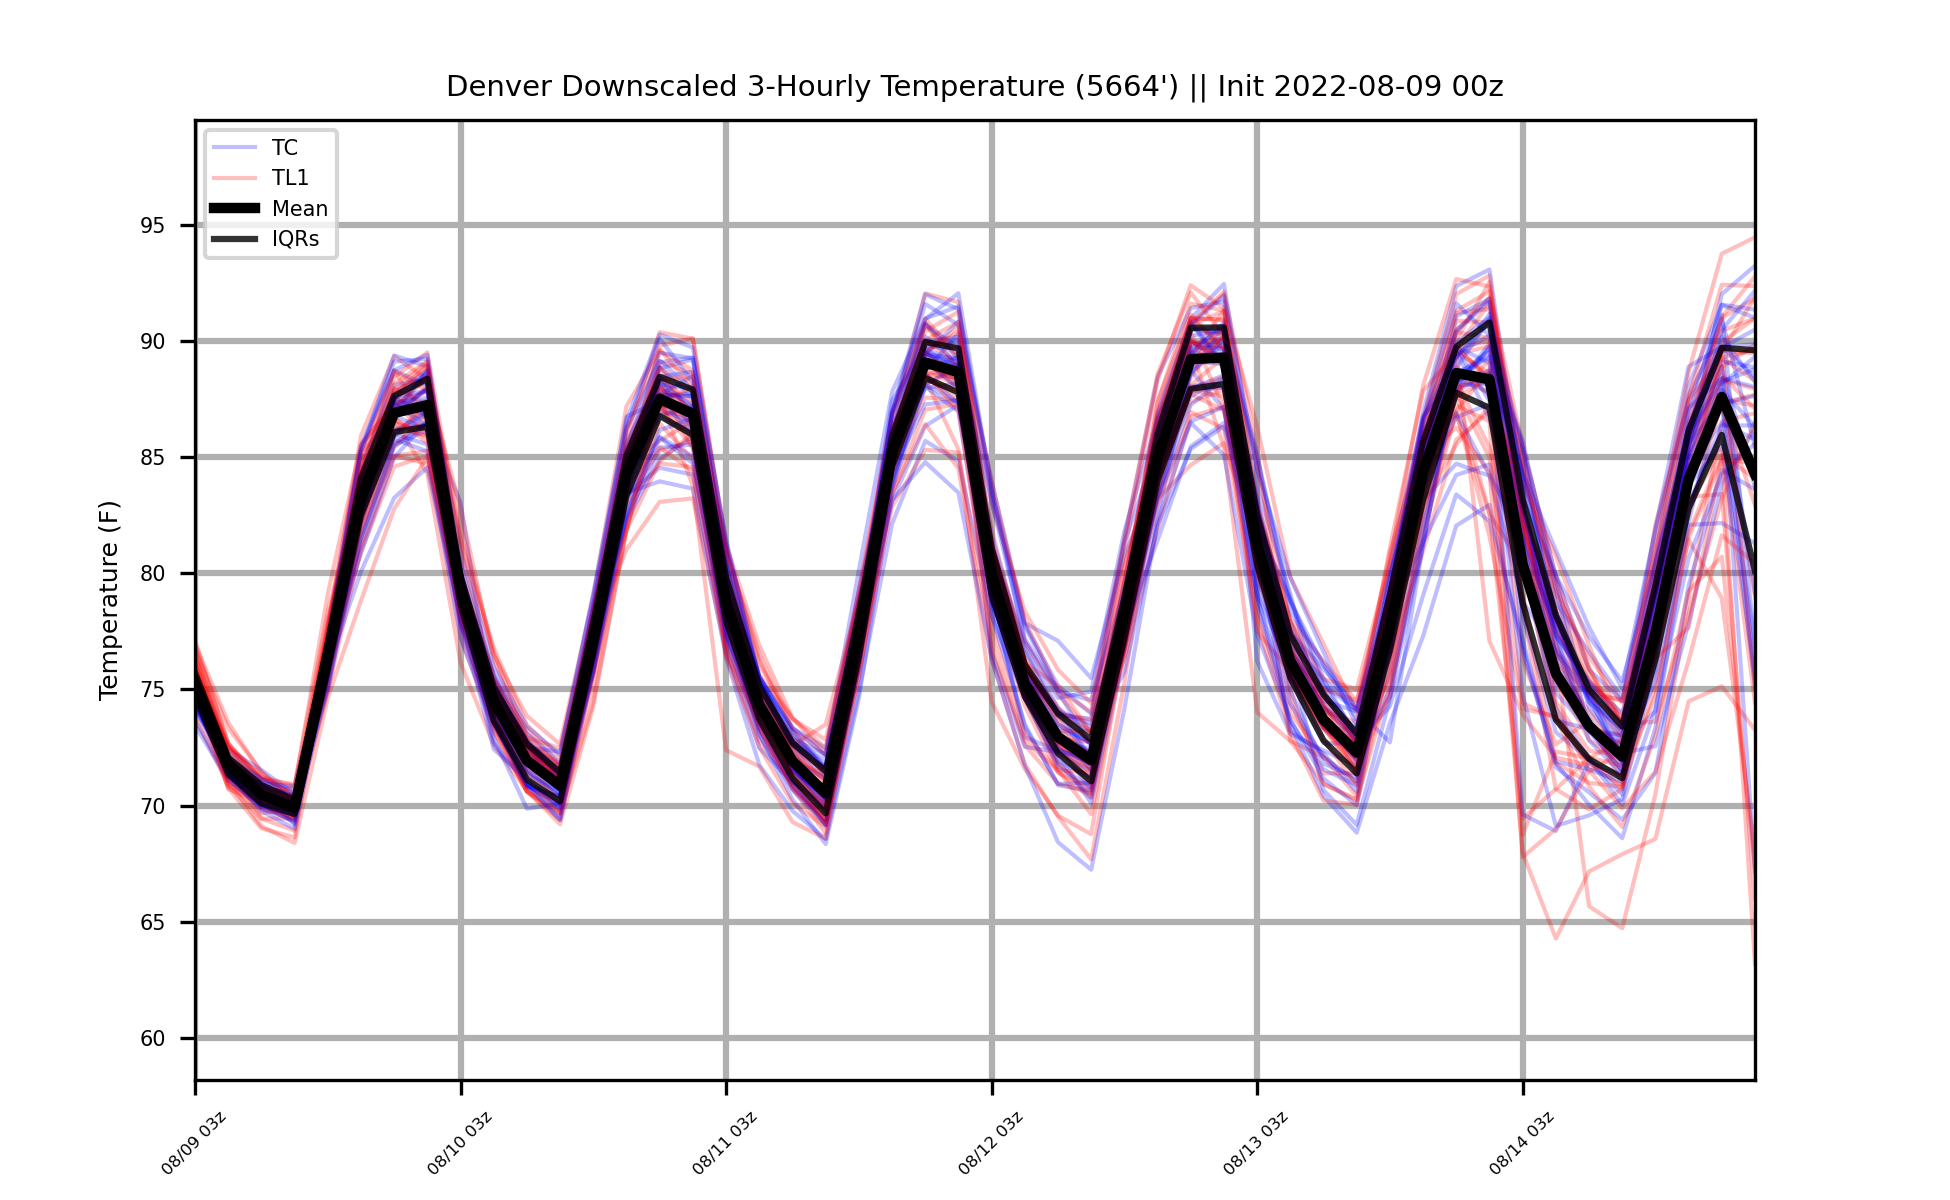 Denver Downscaled 3-Hourly Temperature (5664') || Init 2022-08-09 00z
TC
TL1
Mean
IQRs
Temperature (F)
95
90
85
80
75
70
65
60
08/09 03z
08/10 03z
08/11 03z
08/12 03z
08/13 03z
08/14 03z